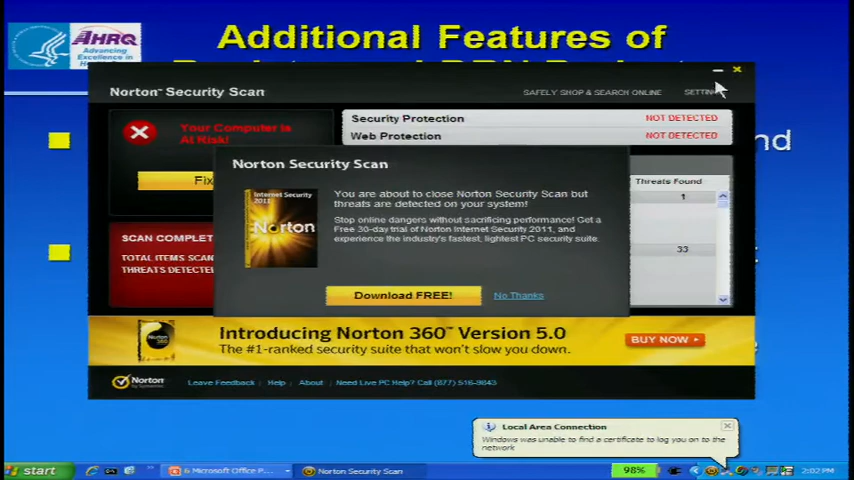 AHRQ
Advancing
Excellence in
Additional Features of
Norton™ Security Scan
SAFELY SHOP & SEARCH ONLINE
Your Computer is
At Risk!
Security Protection NOT DETECTED
Web Protection NOT DETECTED
nd
Norton Security Scan
Threats Found
Internet Security
2011
Norton
You are about to close Norton Security Scan but
threats are detected on your system!
1
Stop online dangers without sacrificing performance! Get a
Free 30-day trial of Norton Internet Security 2011, and
experience the industry's fastest, lightest PC security suite.
SCAN COMPLET
TOTAL ITEMS SCAN
THREATS DETECTE
33
Download FREE!
No Thanks
Introducing Norton 360™ Version 5.0
The #1-ranked security suite that won't slow you down.
BUY NOW
Norton
by Symantec
Leave Feedback | Help | About | Need Live PC Help? Call (877) 516-9843
Local Area Connection
Windows was unable to find a certificate to log you on to the
network
start
6 Microsoft Office P...
Norton Security Scan
98%
2:02 PM